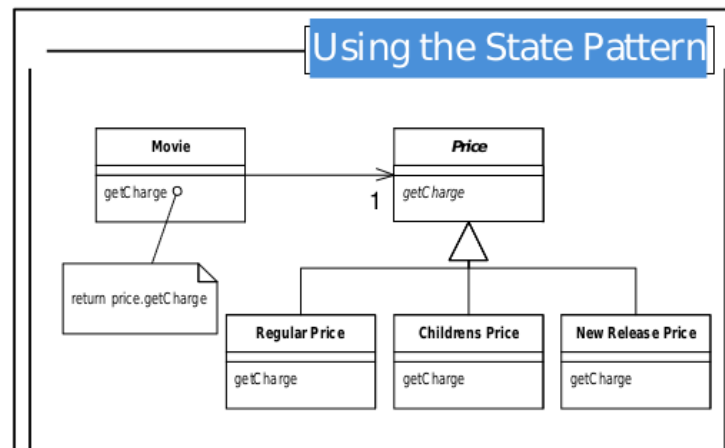 Using the State Pattern
Movie
Price
getCharge
1
getCharge
return price.getCharge
Regular Price
Childrens Price
New Release Price
getCharge
getCharge
getCharge